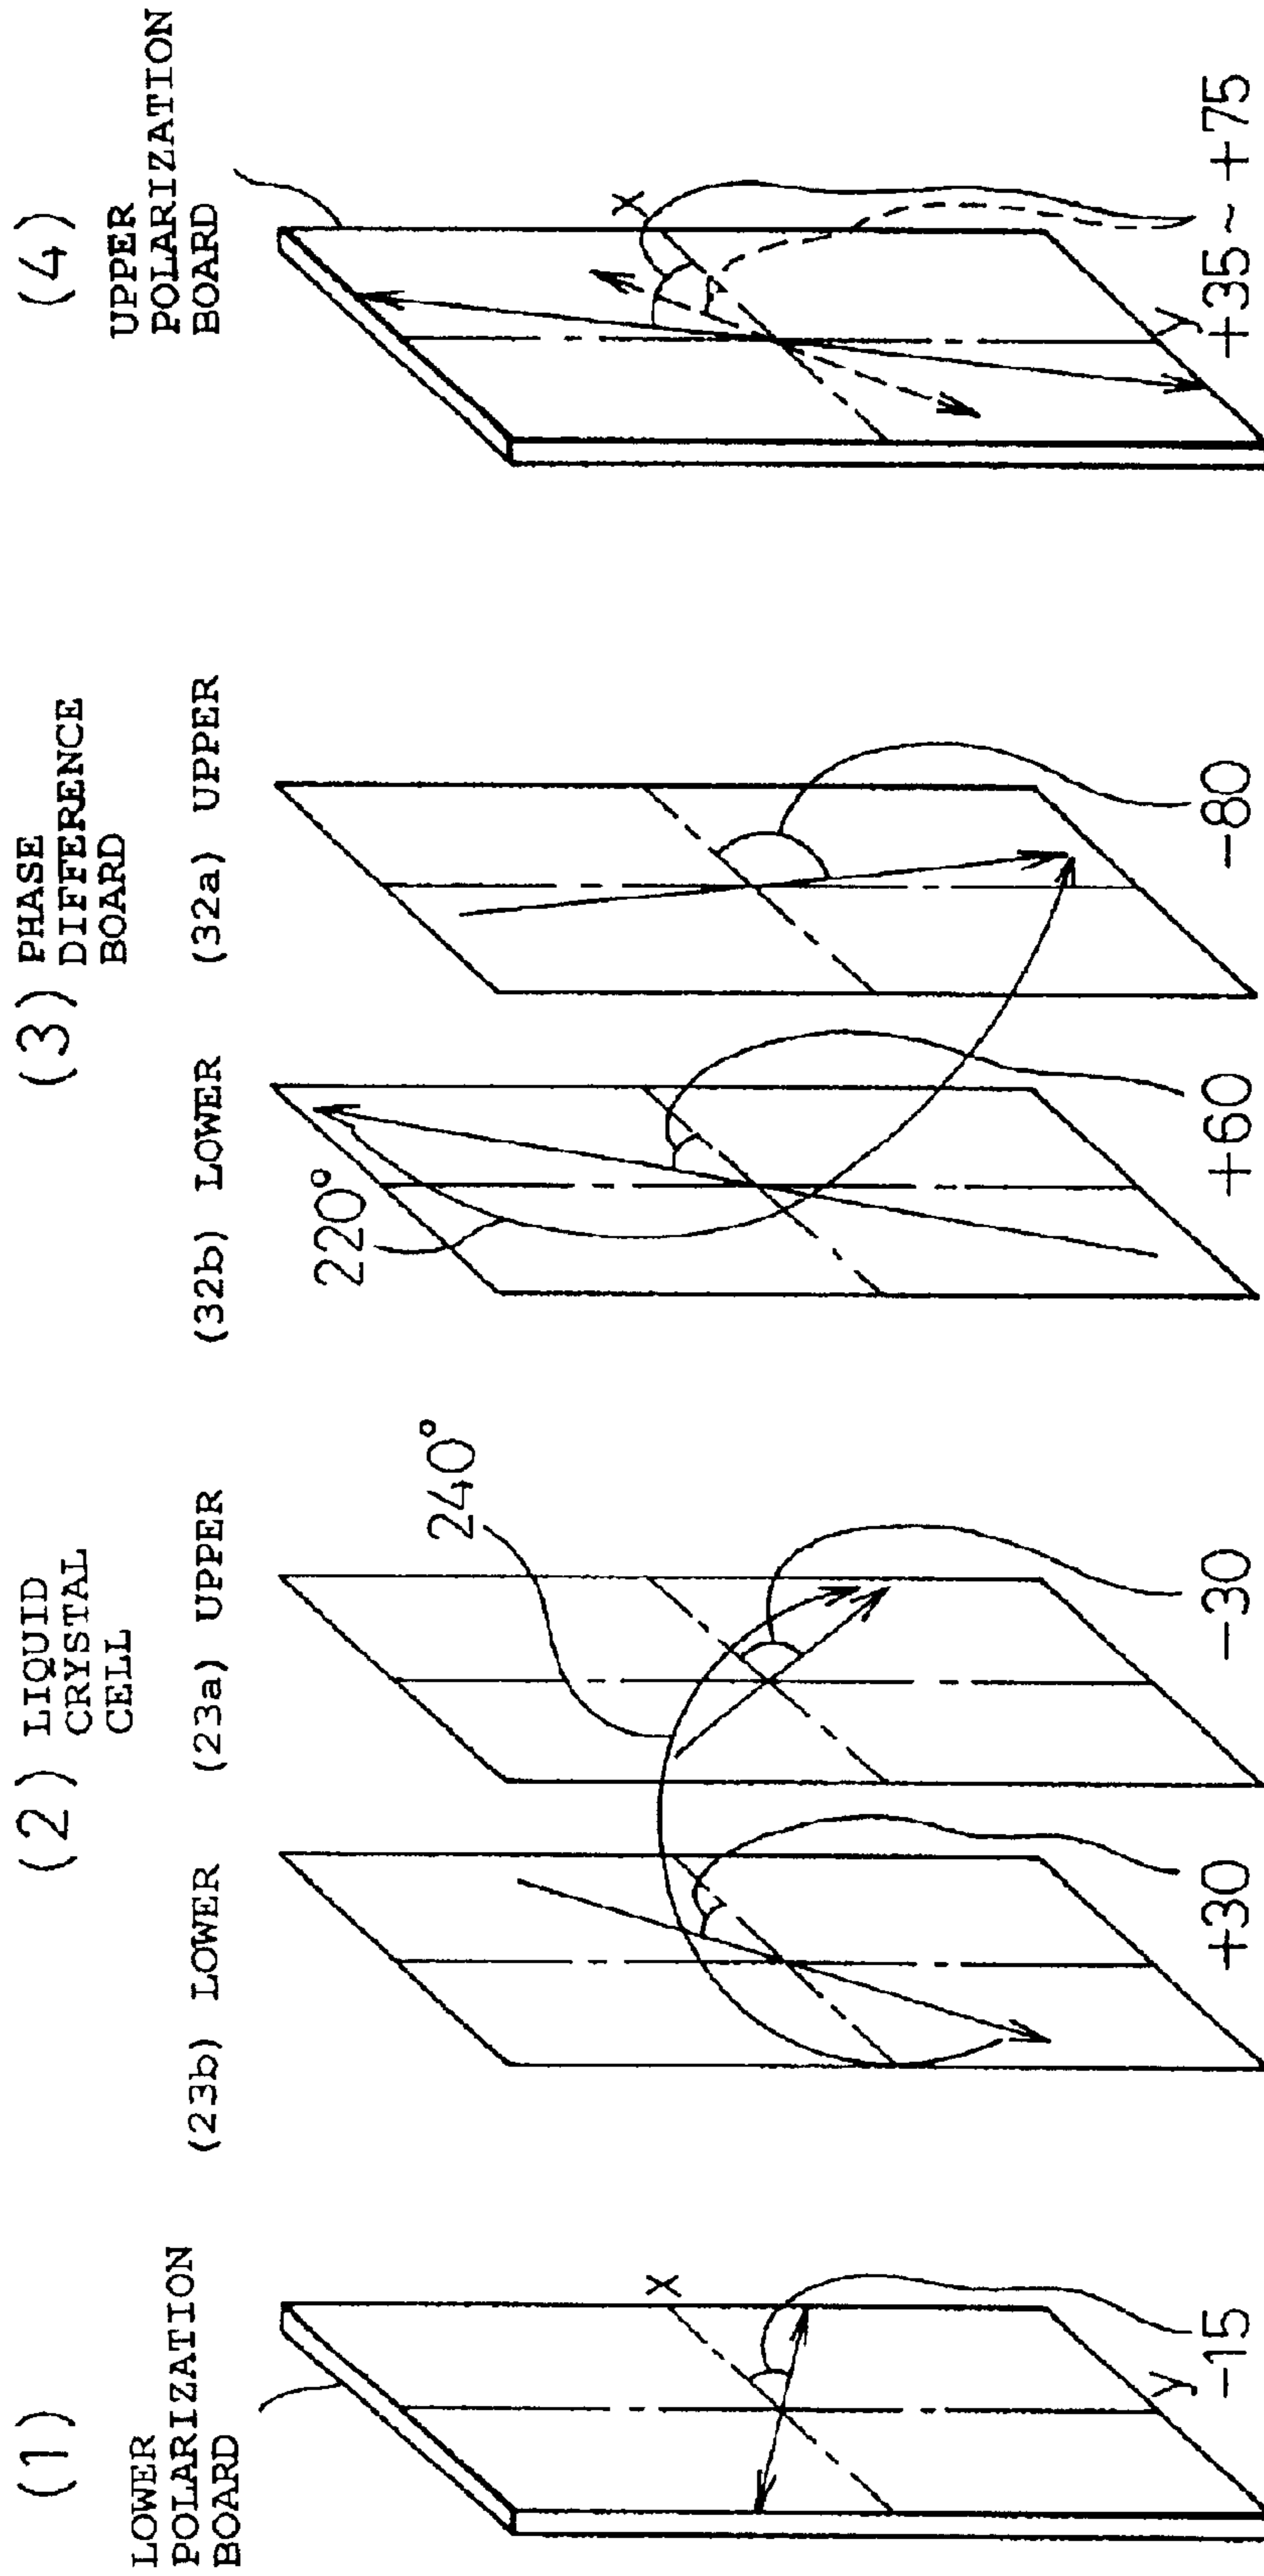 (1)
LOWER
POLARIZATION
BOARD
X
y
-15
(2) LIQUID
CRYSTAL
CELL
(23b) LOWER
(23a) UPPER
240°
+30
-30
(3) PHASE
DIFFERENCE
BOARD
(32b) LOWER
(32a) UPPER
220°
+60
-80
(4)
UPPER
POLARIZATION
BOARD
X
y
+35 ~ +75